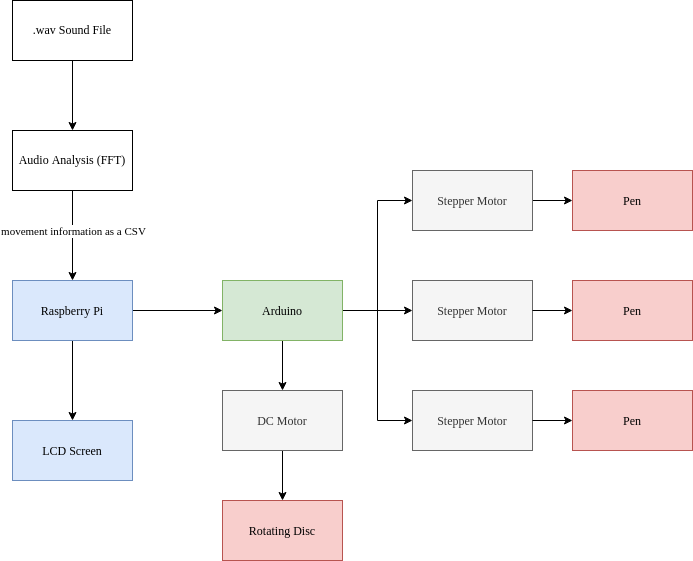 .wav Sound File
Audio Analysis (FFT)
movement information as a CSV
Raspberry Pi
LCD Screen
Arduino
DC Motor
Rotating Disc
Stepper Motor
Pen
Stepper Motor
Pen
Stepper Motor
Pen